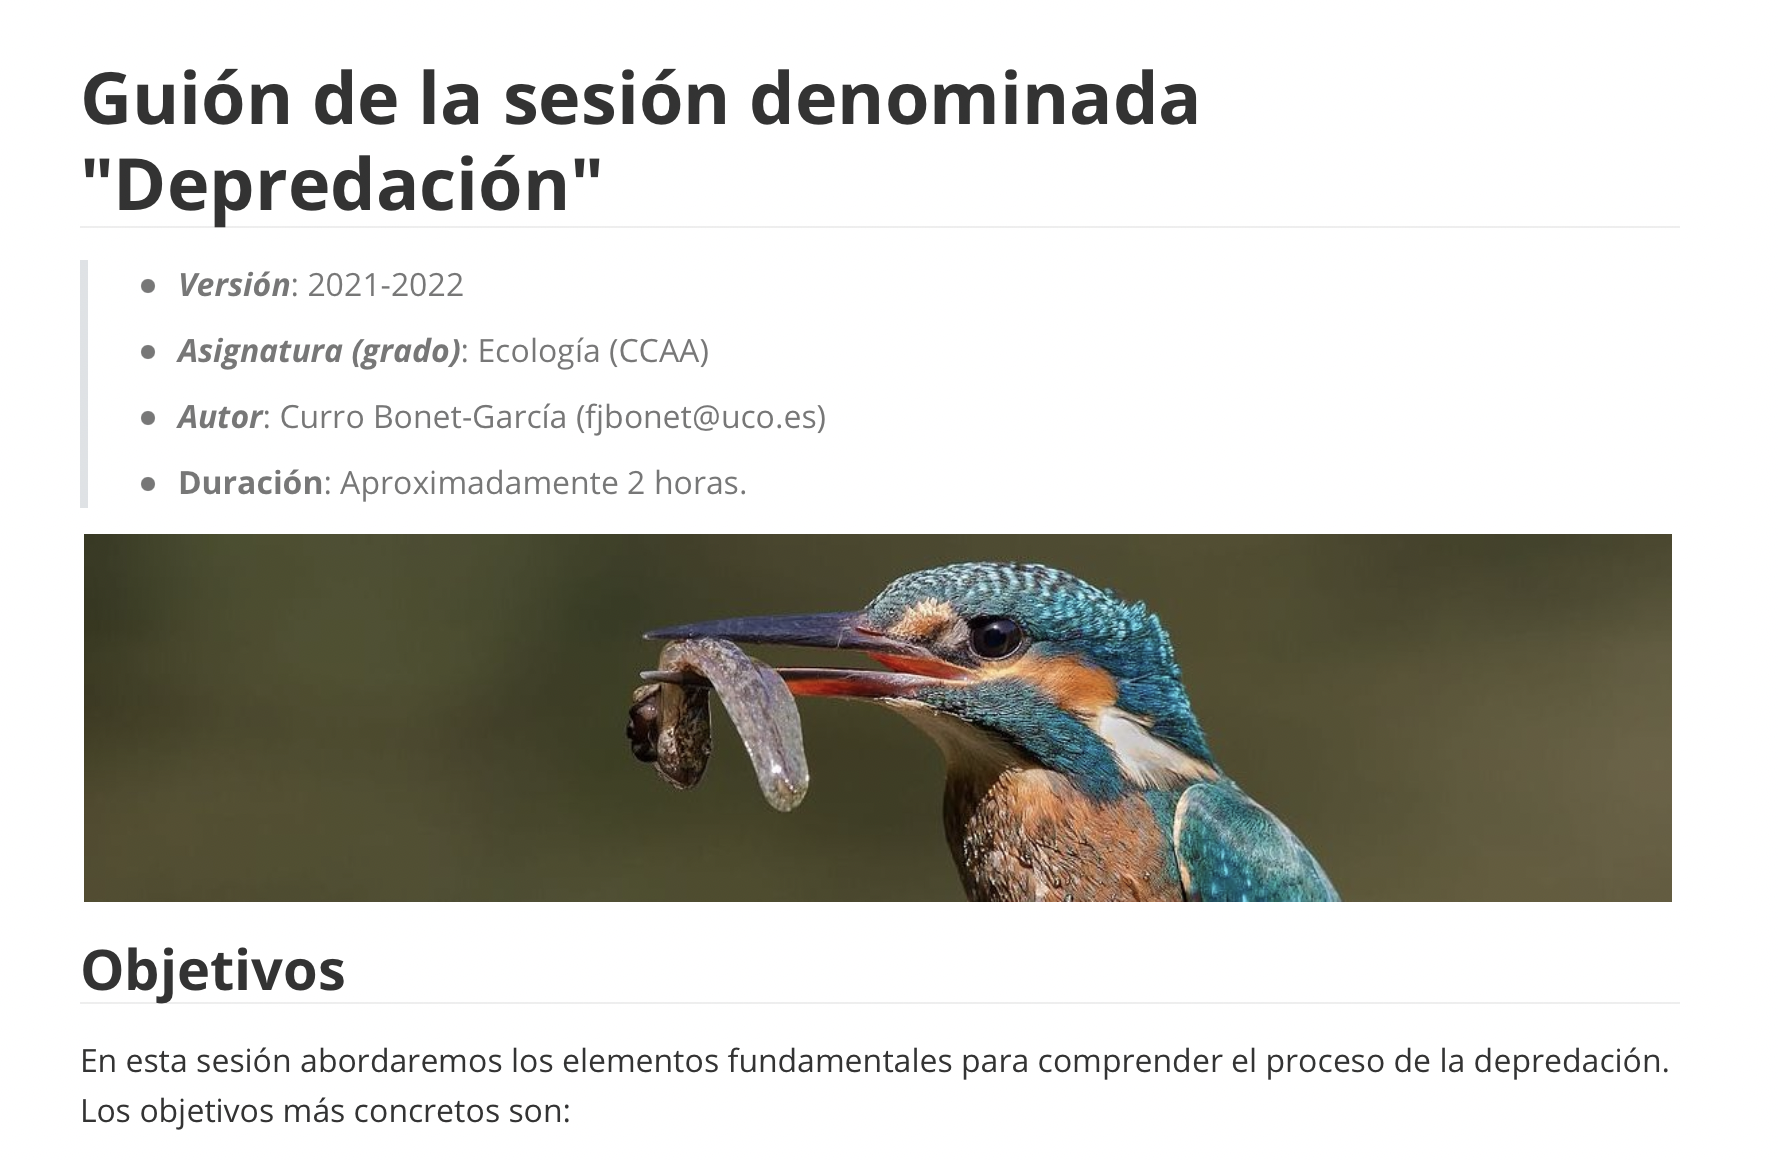 Guión de la sesión denominada
"Depredación"
Versión: 2021-2022
Asignatura (grado): Ecología (CCAA)
Autor: Curro Bonet-García (fjbonet@uco.es)
Duración: Aproximadamente 2 horas.
Objetivos
En esta sesión abordaremos los elementos fundamentales para comprender el proceso de la depredación.
Los objetivos más concretos son: